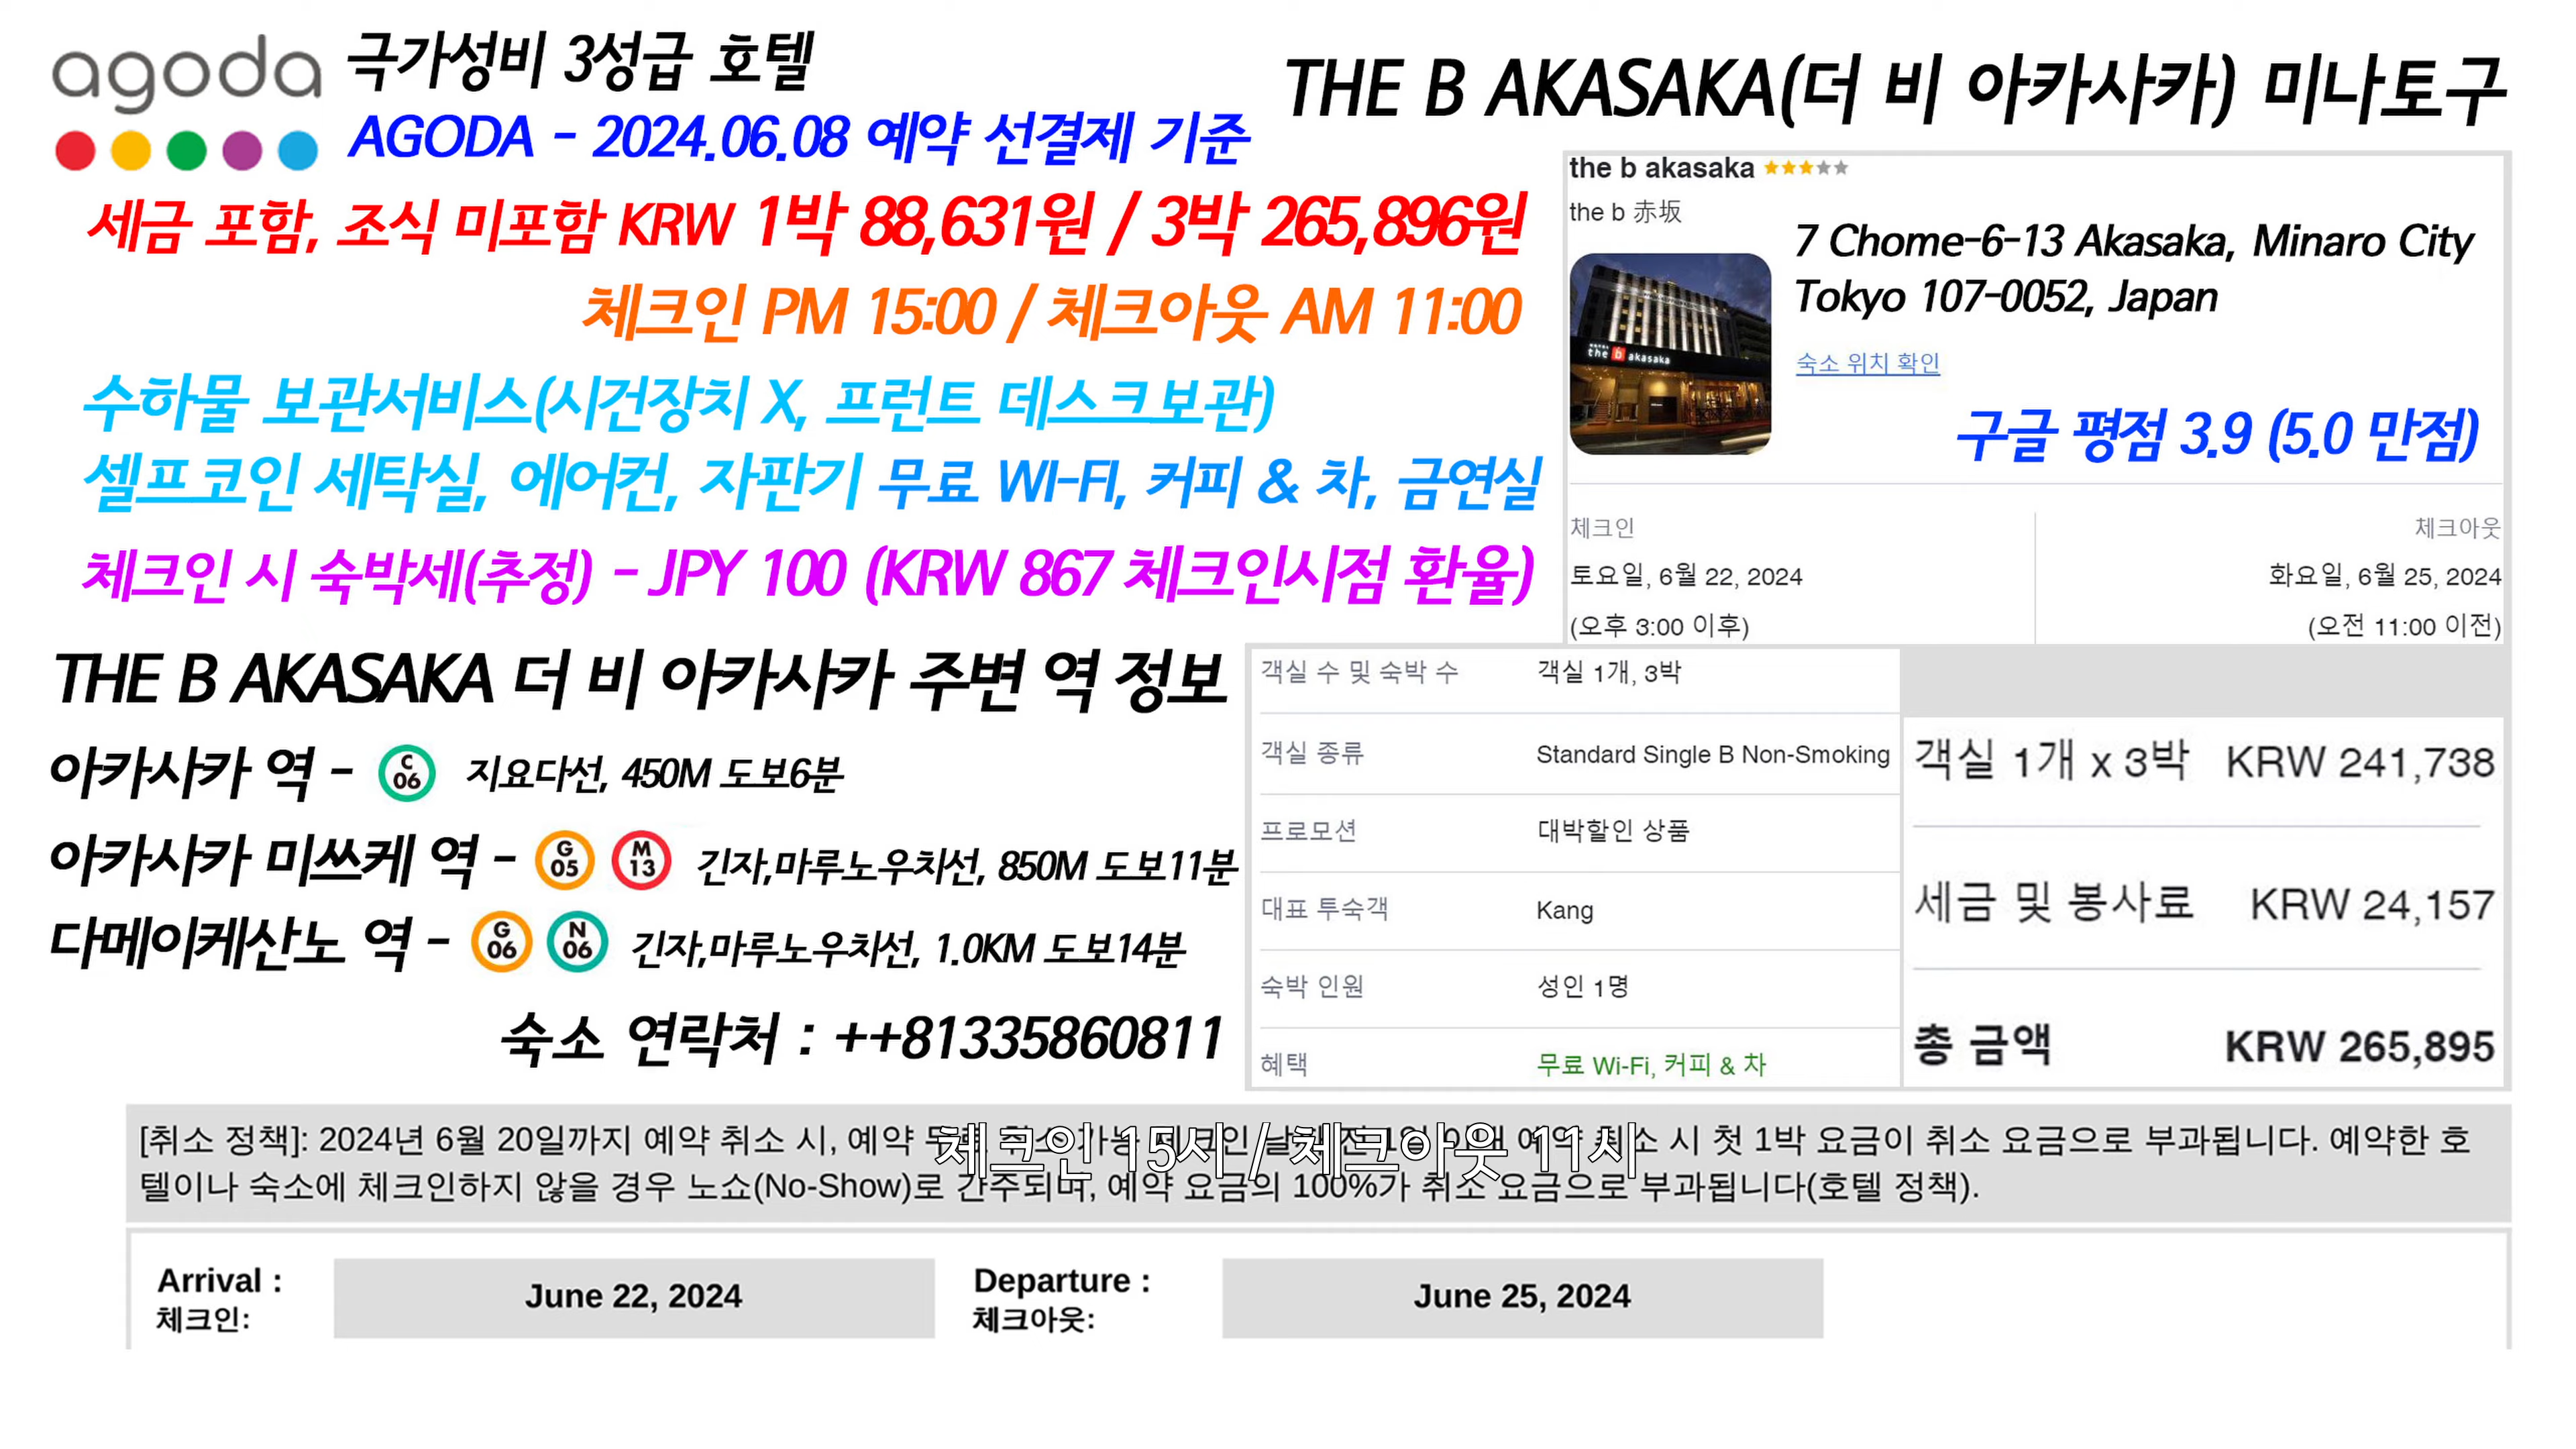 agoda 극가성비 3성급 호텔
AGODA - 2024.06.08 예약 선결제 기준
THE B AKASAKA(더 비 아카사카) 미나토구
세금 포함, 조식 미포함 KRW 1박 88,631원 / 3박 265,896원
체크인 PM 15:00 / 체크아웃 AM 11:00
수하물 보관서비스(시건장치 X, 프런트 데스크보관)
셀프코인 세탁실, 에어컨, 자판기 무료 WI-FI, 커피 & 차, 금연실
체크인 시 숙박세(추정) - JPY 100 (KRW 867 체크인시점 환율)
the b akasaka
the b 赤坂
the b akasaka
7 Chome-6-13 Akasaka, Minaro City
Tokyo 107-0052, Japan
숙소 위치 확인
구글 평점 3.9 (5.0 만점)
체크인 체크아웃
토요일, 6월 22, 2024 화요일, 6월 25, 2024
(오후 3:00 이후) (오전 11:00 이전)
THE B AKASAKA 더 비 아카사카 주변 역 정보
아카사카 역 - C 06 지요다선, 450M 도보6분
아카사카 미쓰케 역 - G 05 M 13 긴자,마루노우차선, 850M 도보11분
다메이케산노 역 - G 06 N 06 긴자,마루노우차선, 1.0KM 도보14분
숙소 연락처 : ++81335860811
객실 수 및 숙박 수 객실 1개, 3박
객실 종류 Standard Single B Non-Smoking
프로모션 대박할인 상품
대표 투숙객 Kang
숙박 인원 성인 1명
혜택 무료 Wi-Fi, 커피 & 차
객실 1개 x 3박 KRW 241,738
세금 및 봉사료 KRW 24,157
총 금액 KRW 265,895
[취소 정책]: 2024년 6월 20일까지 예약 취소 시, 예약 취소 시 첫 1박 요금이 취소 요금으로 부과됩니다. 예약한 호
텔이나 숙소에 체크인하지 않을 경우 노쇼(No-Show)로 간주되며, 예약 요금의 100%가 취소 요금으로 부과됩니다(호텔 정책).
체크인 15시 / 체크아웃 11시
Arrival : June 22, 2024 Departure : June 25, 2024
체크인: 체크아웃: